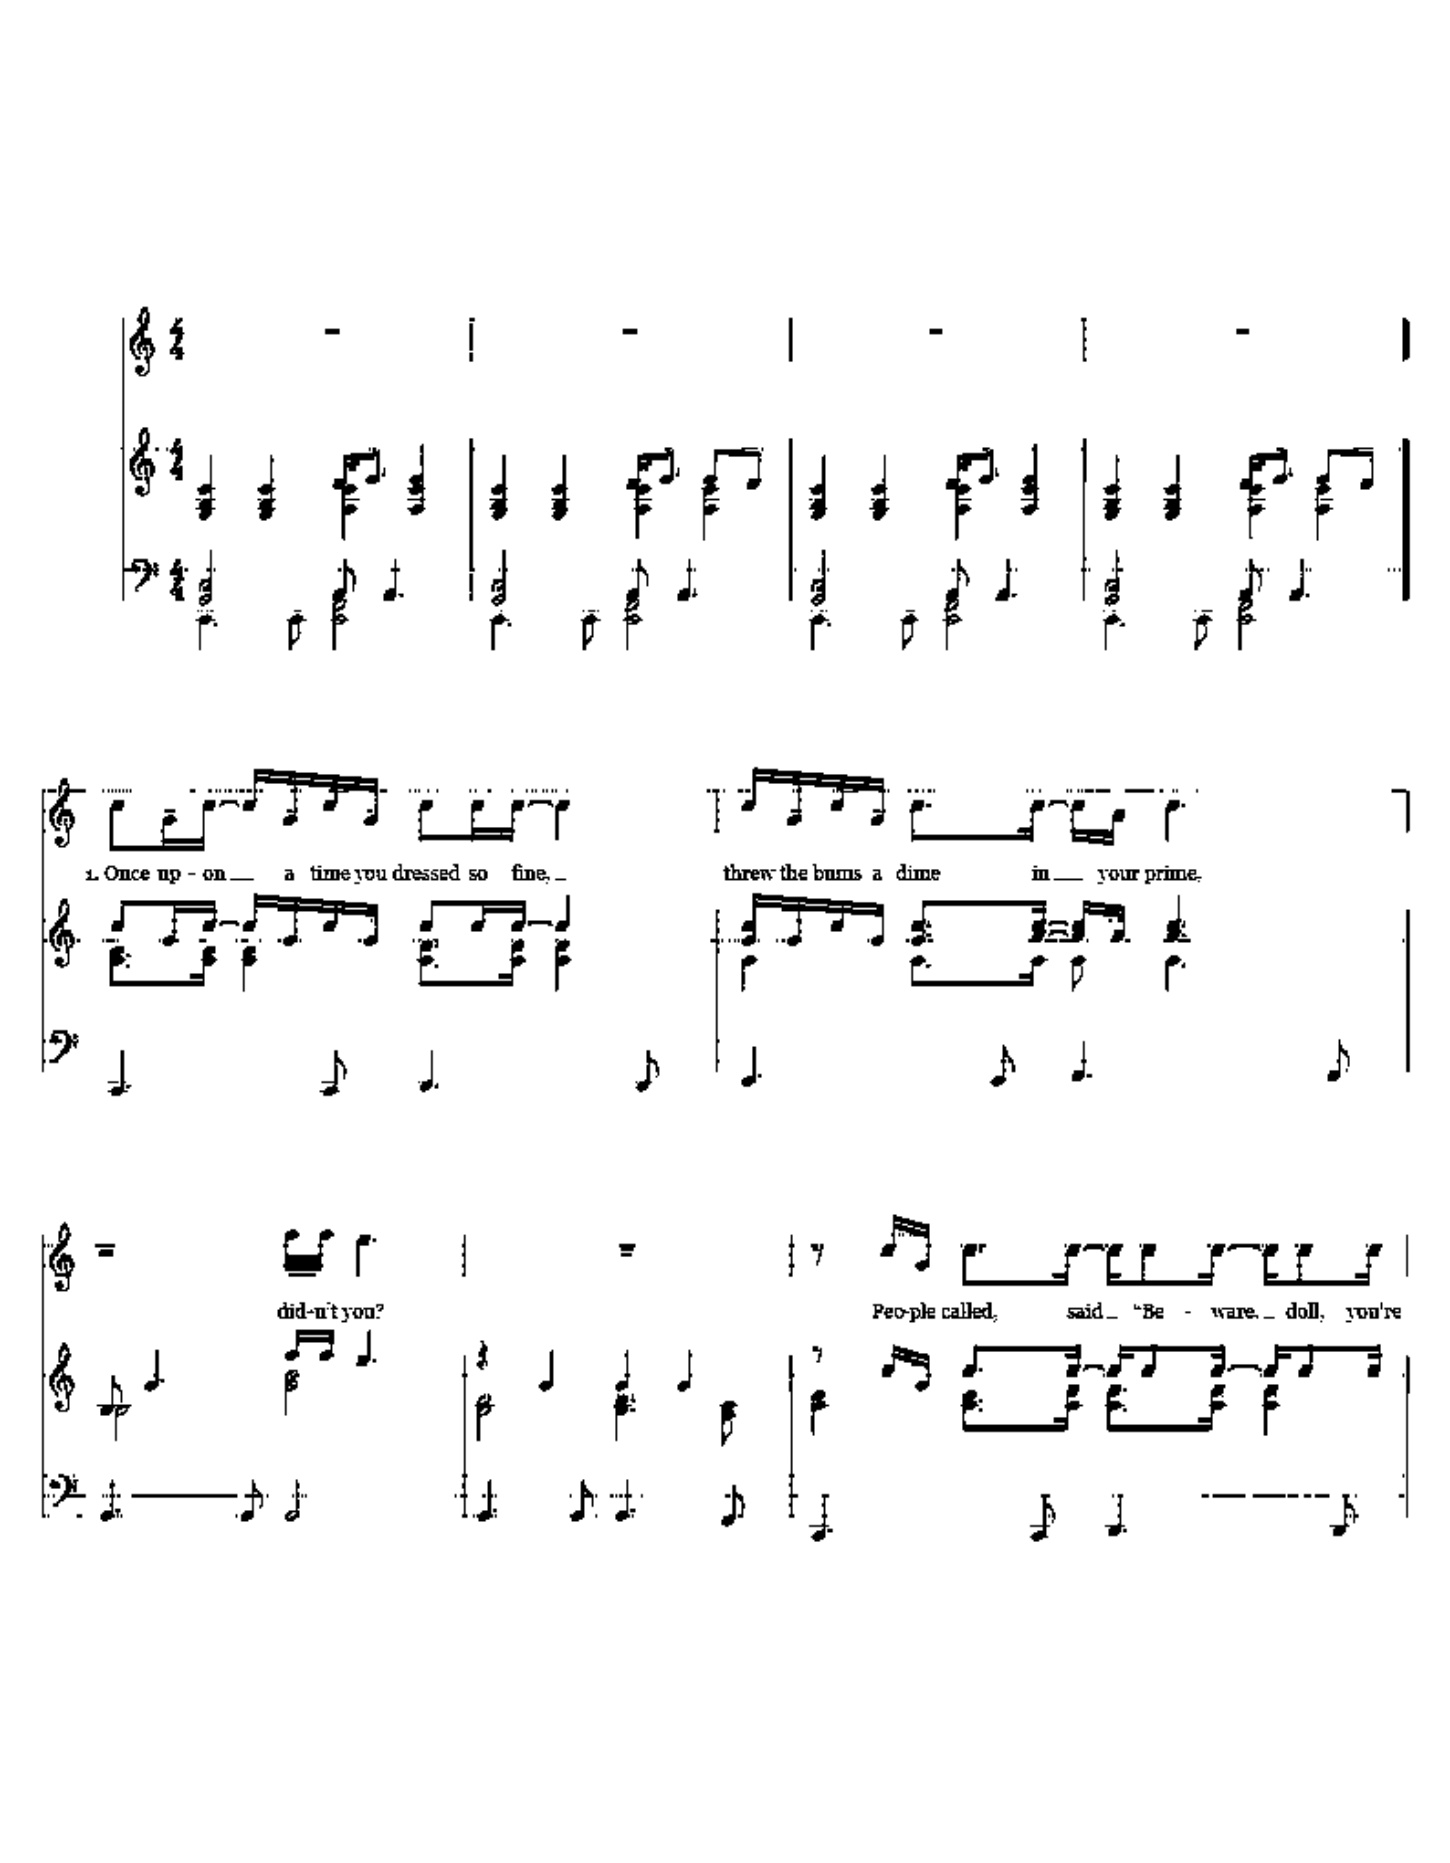 1. Once up - on a time you dressed so fine, threw the bums a dime in your prime,
did-n't you? Peo-ple called, said "Be - ware, doll, you're